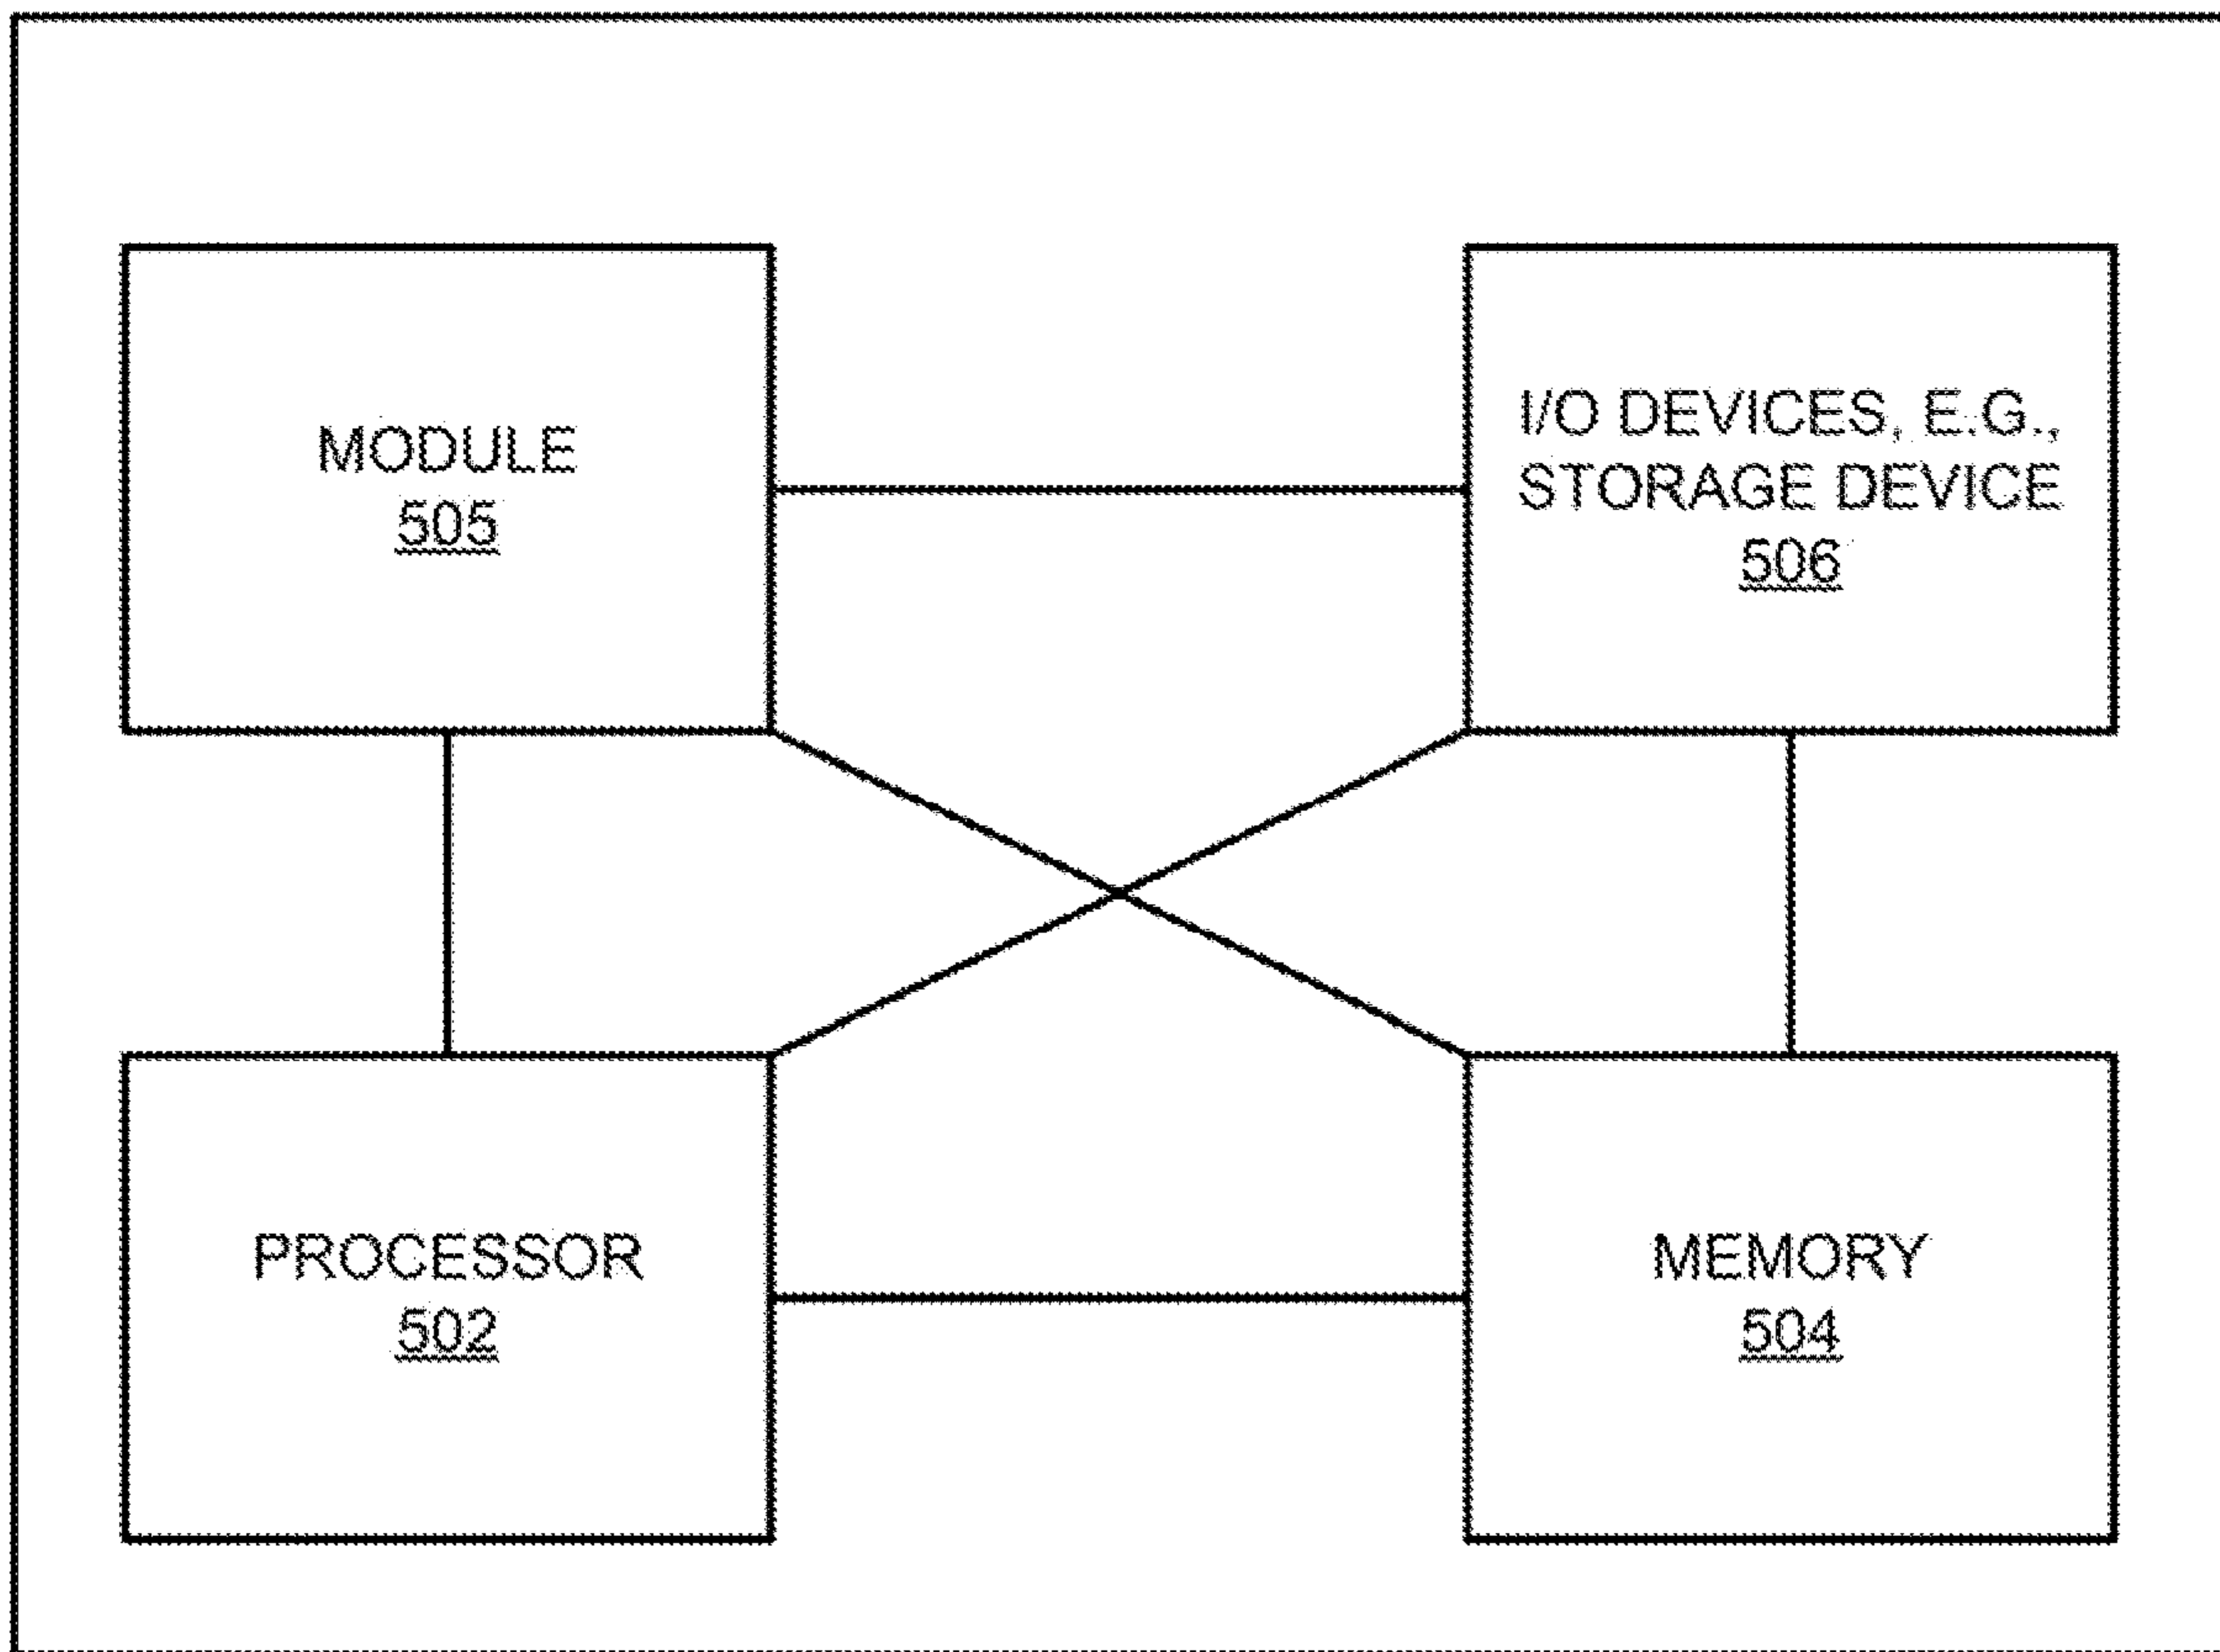 MODULE
505
I/O DEVICES, E.G.,
STORAGE DEVICE
506
PROCESSOR
502
MEMORY
504